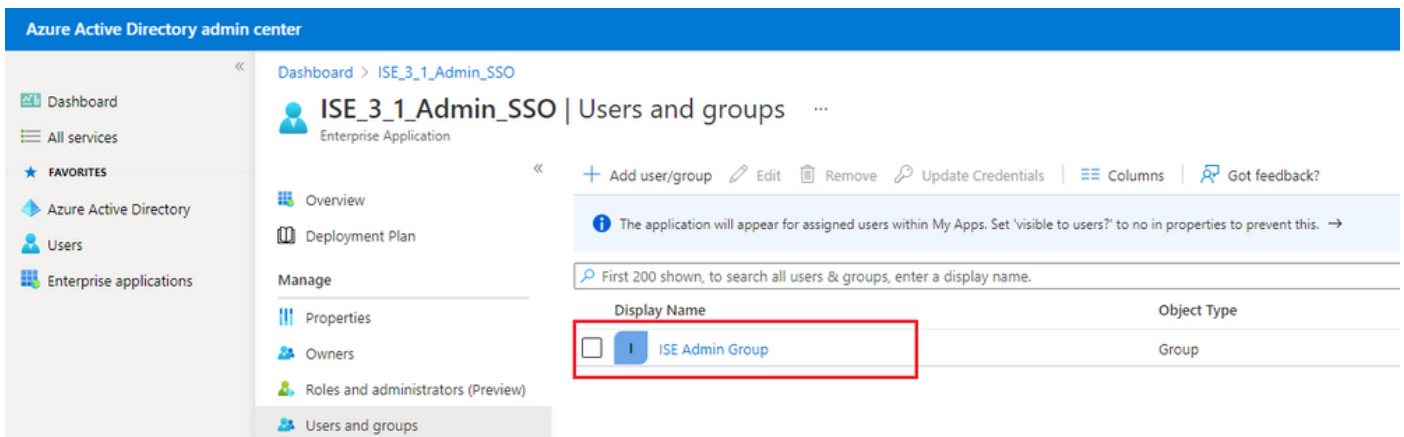 Azure Active Directory admin center
«
Dashboard
All services
FAVORITES
Azure Active Directory
Users
Enterprise applications
Dashboard > ISE_3_1_Admin_SSO
ISE_3_1_Admin_SSO | Users and groups ...
Enterprise Application
«
Overview
Deployment Plan
Manage
Properties
Owners
Roles and administrators (Preview)
Users and groups
+ Add user/group Edit Remove Update Credentials Columns Got feedback?
The application will appear for assigned users within My Apps. Set 'visible to users?' to no in properties to prevent this. →
First 200 shown, to search all users & groups, enter a display name.
Display Name Object Type
I ISE Admin Group Group